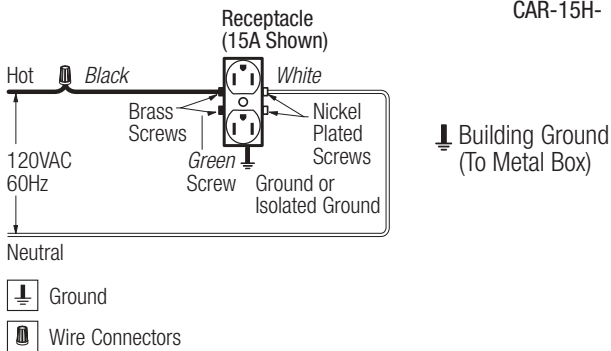 CAR-15H-
Receptacle
(15A Shown)
Hot
Black
White
Brass
Screws
Nickel
Plated
Screws
Green
Screw
Ground or
Isolated Ground
120VAC
60Hz
Neutral
Building Ground
(To Metal Box)
Ground
Wire Connectors